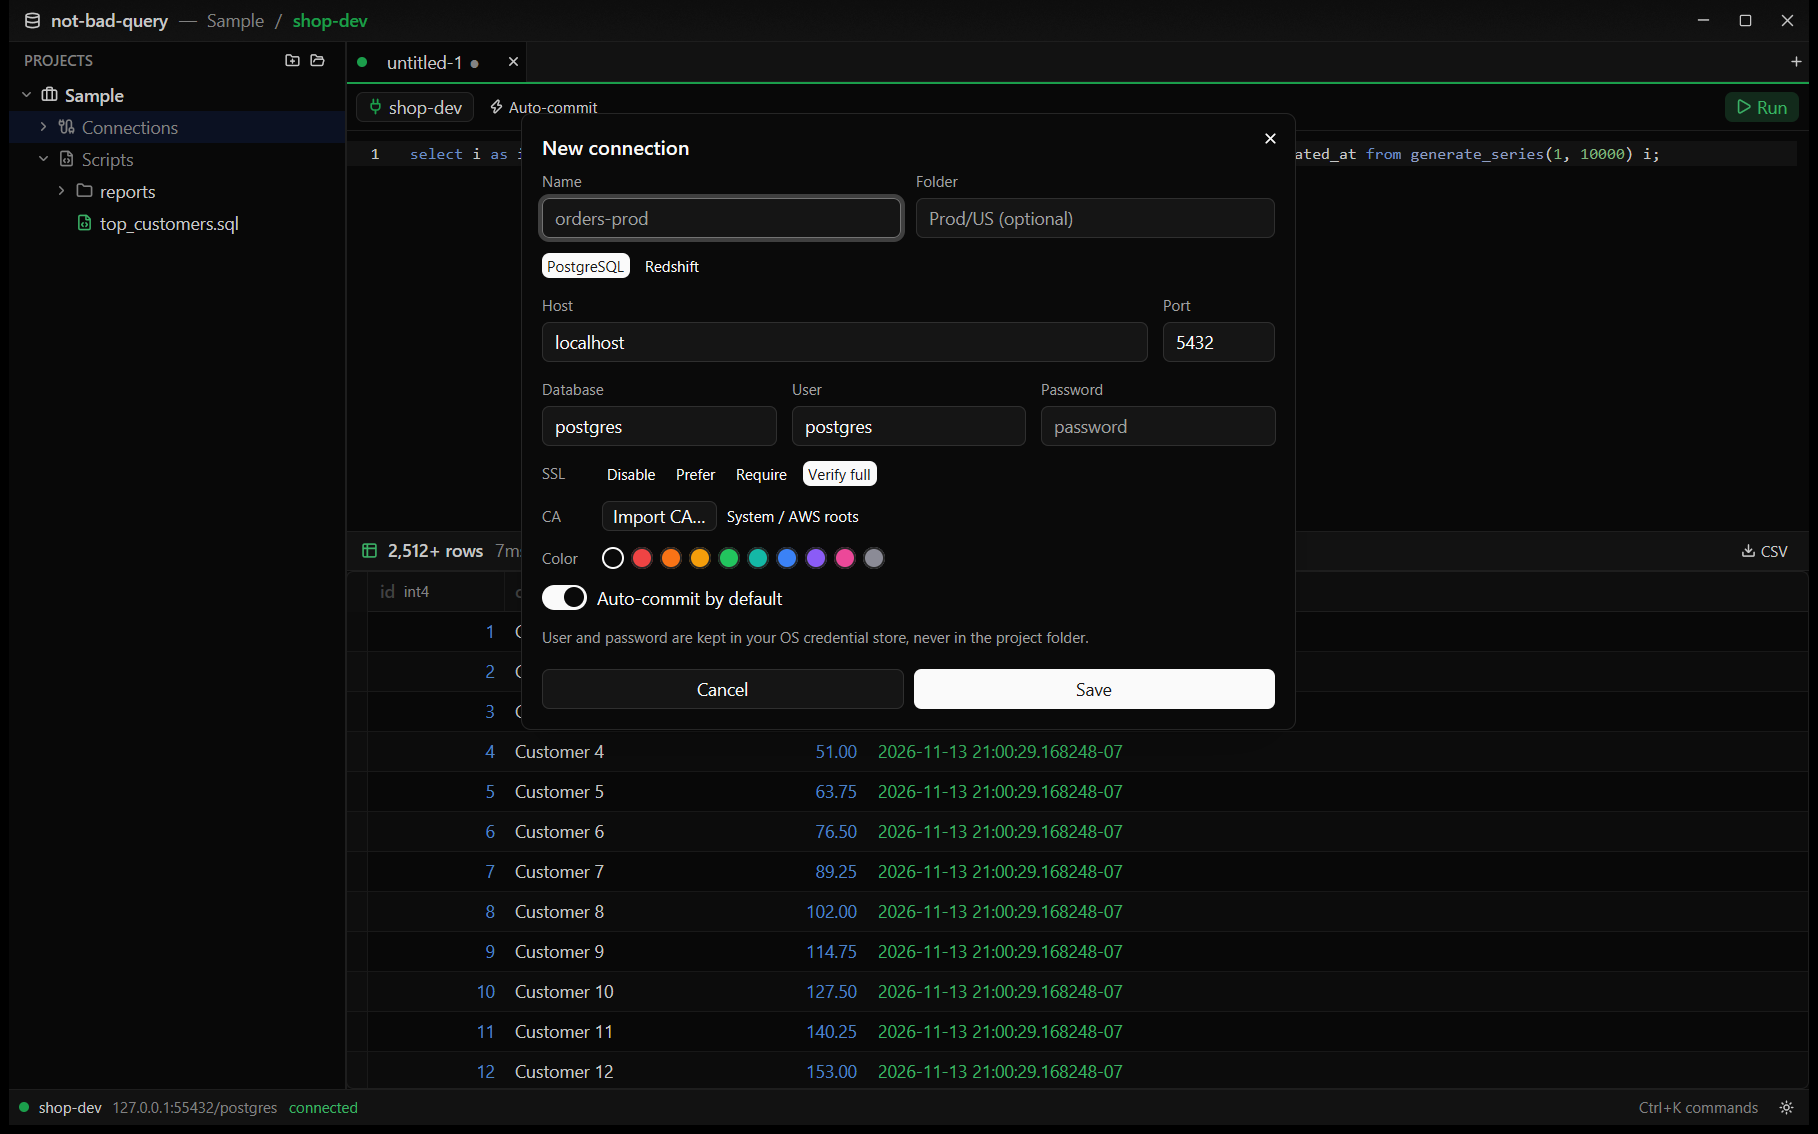 not-bad-query — Sample / shop-dev
PROJECTS
Sample
Connections
Scripts
reports
top_customers.sql
untitled-1
shop-dev
Auto-commit
Run
1 select i as
ated_at from generate_series(1, 10000) i;
New connection
Name
Folder
orders-prod
Prod/US (optional)
PostgreSQL
Redshift
Host
Port
localhost
5432
Database
User
Password
postgres
postgres
password
SSL
Disable
Prefer
Require
Verify full
CA
Import CA...
System / AWS roots
Color
Auto-commit by default
User and password are kept in your OS credential store, never in the project folder.
Cancel
Save
2,512+ rows
CSV
id int4
1
2
3
4 Customer 4 51.00 2026-11-13 21:00:29.168248-07
5 Customer 5 63.75 2026-11-13 21:00:29.168248-07
6 Customer 6 76.50 2026-11-13 21:00:29.168248-07
7 Customer 7 89.25 2026-11-13 21:00:29.168248-07
8 Customer 8 102.00 2026-11-13 21:00:29.168248-07
9 Customer 9 114.75 2026-11-13 21:00:29.168248-07
10 Customer 10 127.50 2026-11-13 21:00:29.168248-07
11 Customer 11 140.25 2026-11-13 21:00:29.168248-07
12 Customer 12 153.00 2026-11-13 21:00:29.168248-07
shop-dev 127.0.0.1:55432/postgres connected
Ctrl+K commands